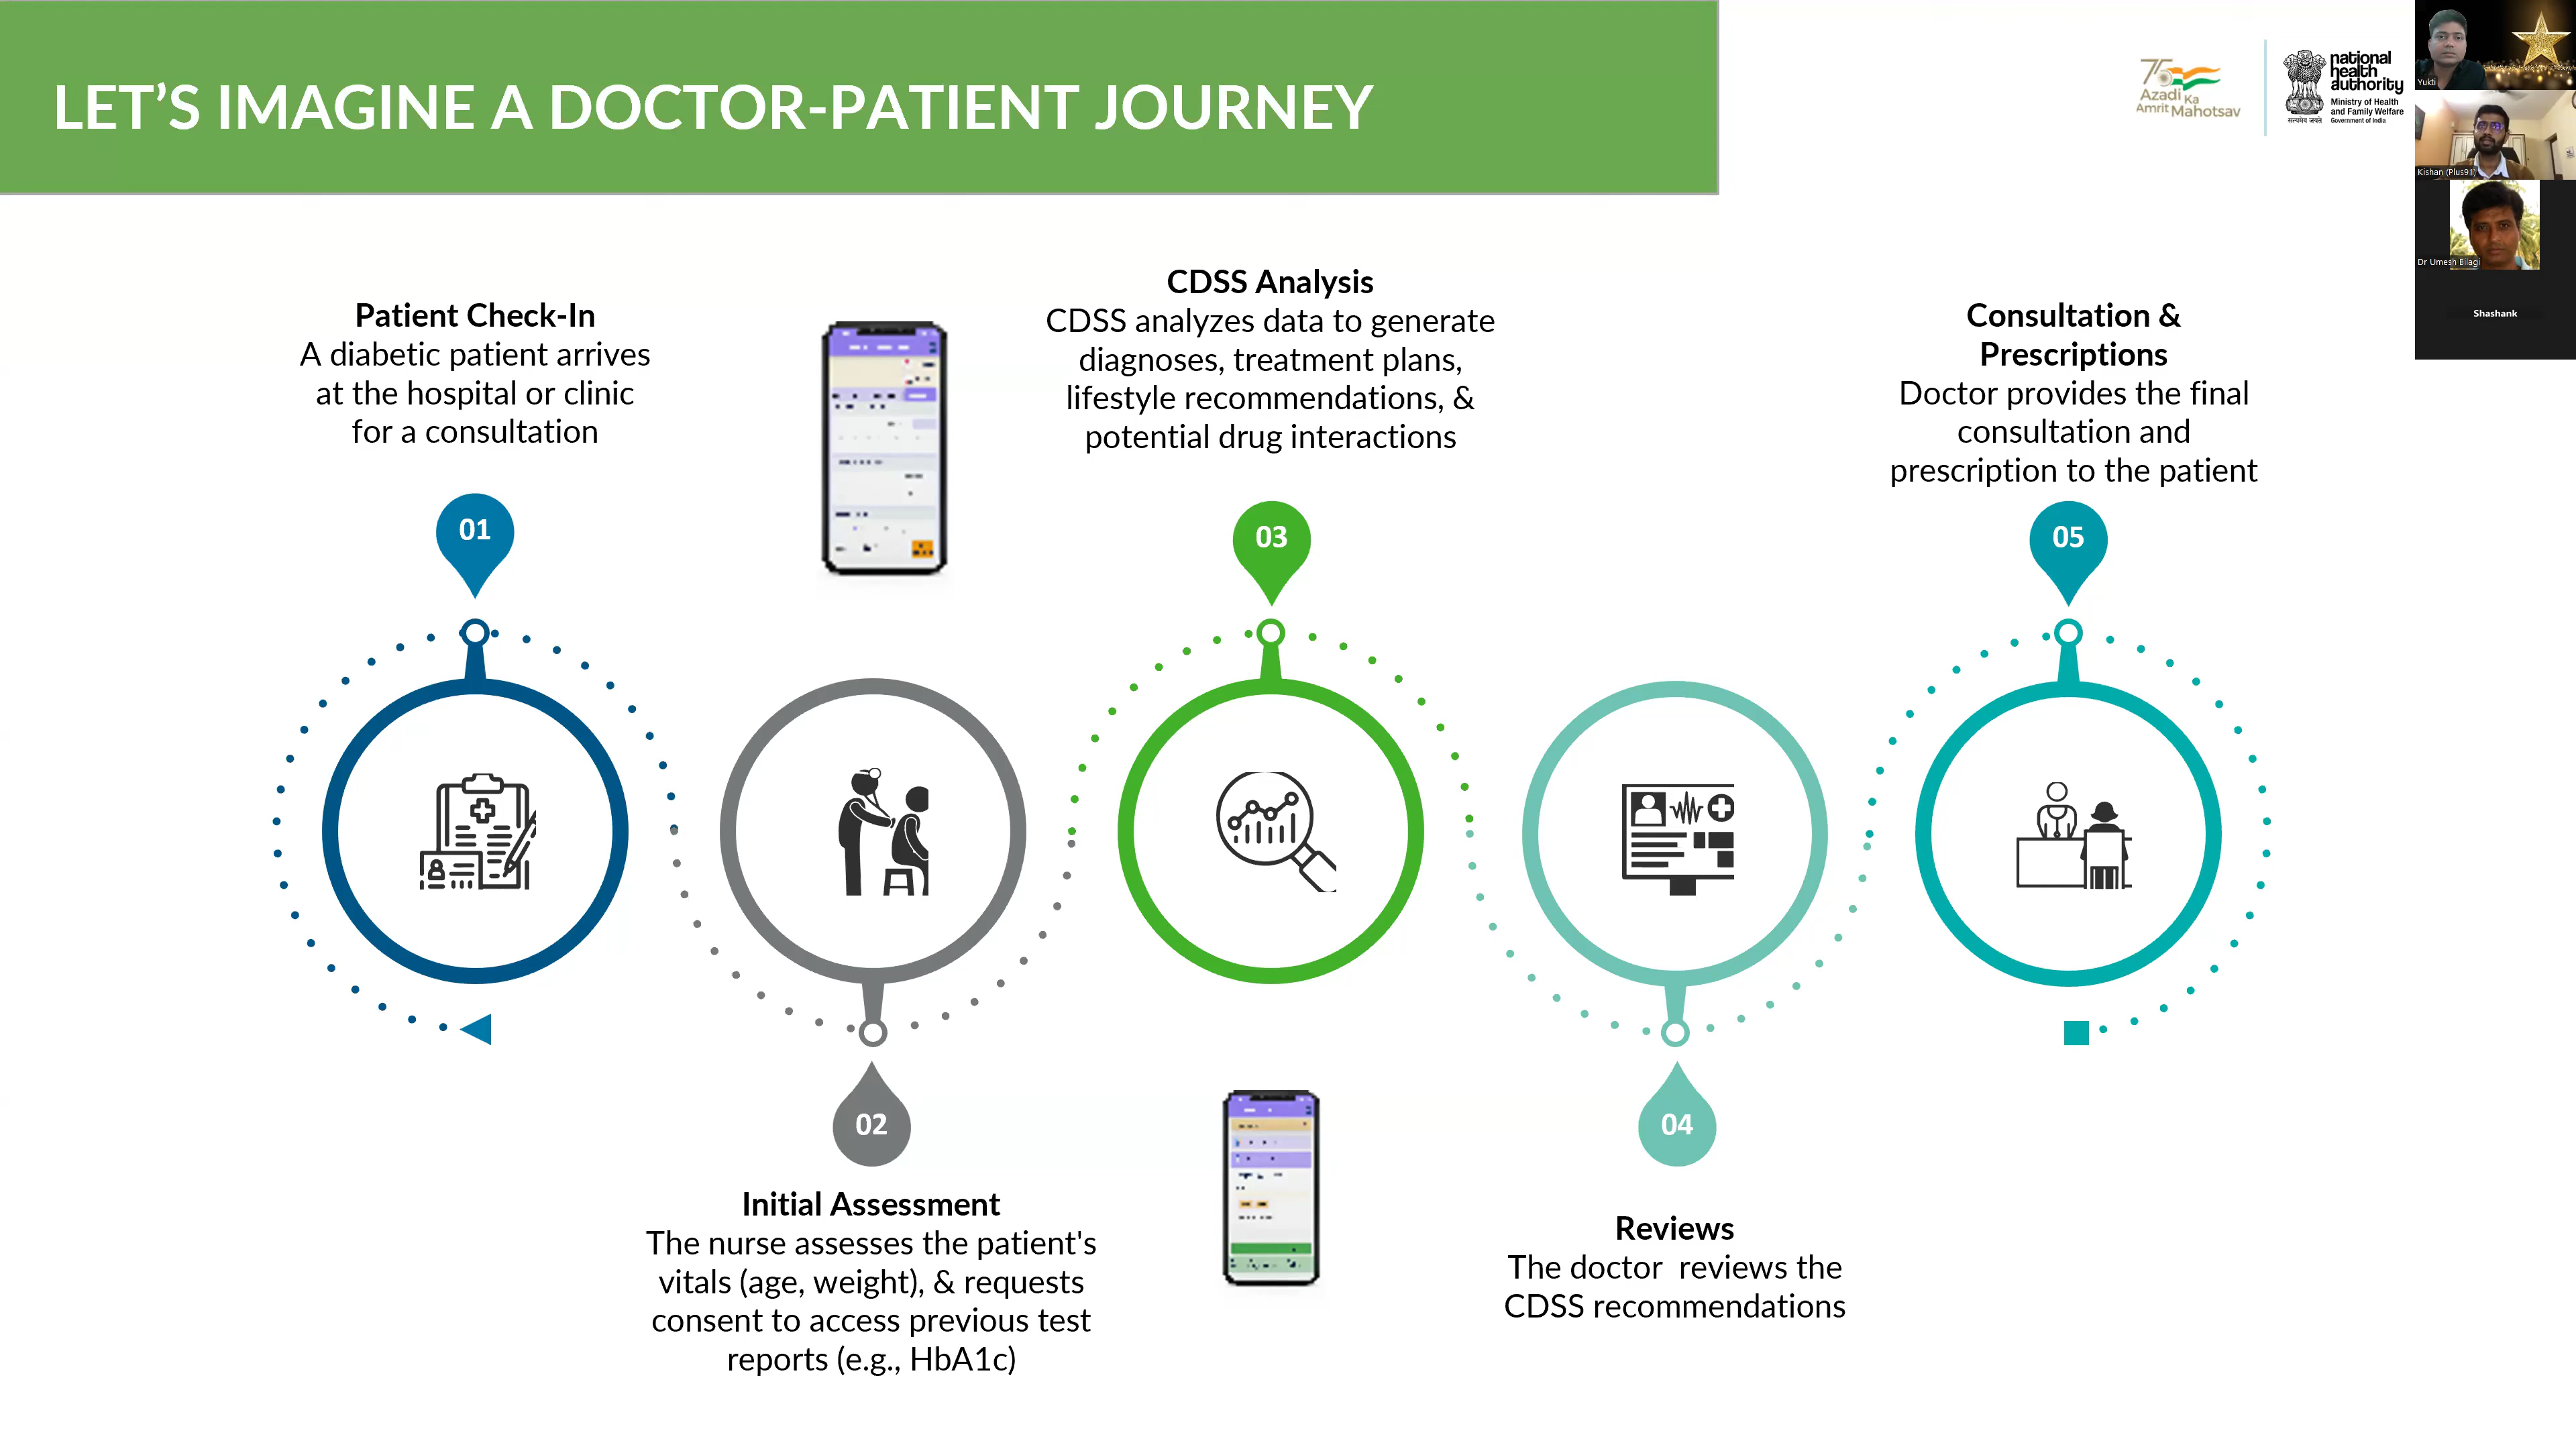 LET’S IMAGINE A DOCTOR-PATIENT JOURNEY
75
Azadi Ka
Amrit Mahotsav
सत्यमेव जयते
national
health
authority
Ministry of Health
and Family Welfare
Government of India
Yukti
Kishan (Plus91)
Dr Umesh Bilagi
Shashank
Patient Check-In
A diabetic patient arrives
at the hospital or clinic
for a consultation
01
CDSS Analysis
CDSS analyzes data to generate
diagnoses, treatment plans,
lifestyle recommendations, &
potential drug interactions
03
Consultation &
Prescriptions
Doctor provides the final
consultation and
prescription to the patient
05
02
Initial Assessment
The nurse assesses the patient's
vitals (age, weight), & requests
consent to access previous test
reports (e.g., HbA1c)
04
Reviews
The doctor  reviews the
CDSS recommendations